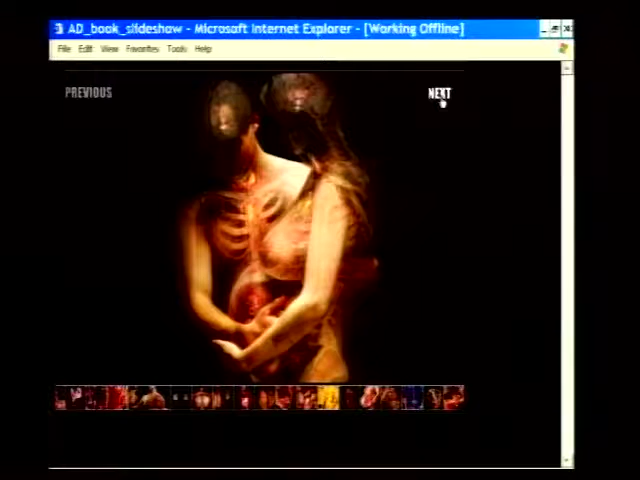 AD_book_slideshow - Microsoft Internet Explorer - [Working Offline]
File Edit View Favorites Tools Help
PREVIOUS NEXT